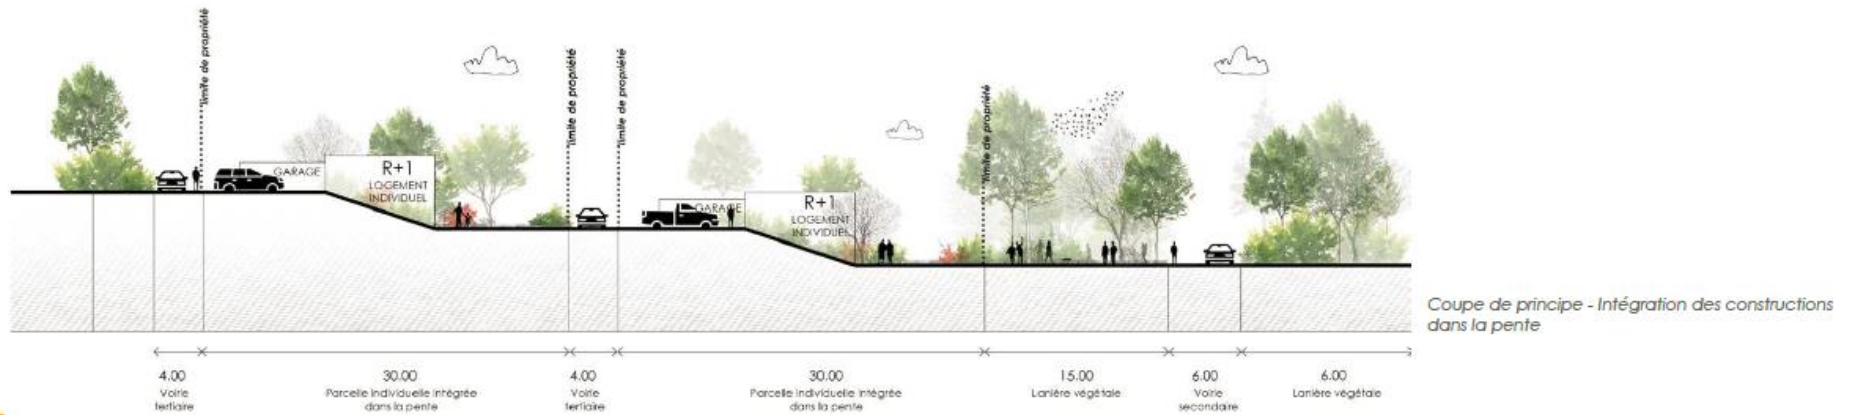 limite de propriété
limite de propriété
limite de propriété
limite de propriété
GARAGE
R+1
LOGEMENT
INDIVIDUEL
GARAGE
R+1
LOGEMENT
INDIVIDUEL
Coupe de principe - Intégration des constructions
dans la pente
4.00
Voirie
tertiaire
30.00
Parcelle individuelle intégrée
dans la pente
4.00
Voirie
tertiaire
30.00
Parcelle individuelle intégrée
dans la pente
15.00
Lanière végétale
6.00
Voirie
secondaire
6.00
Lanière végétale